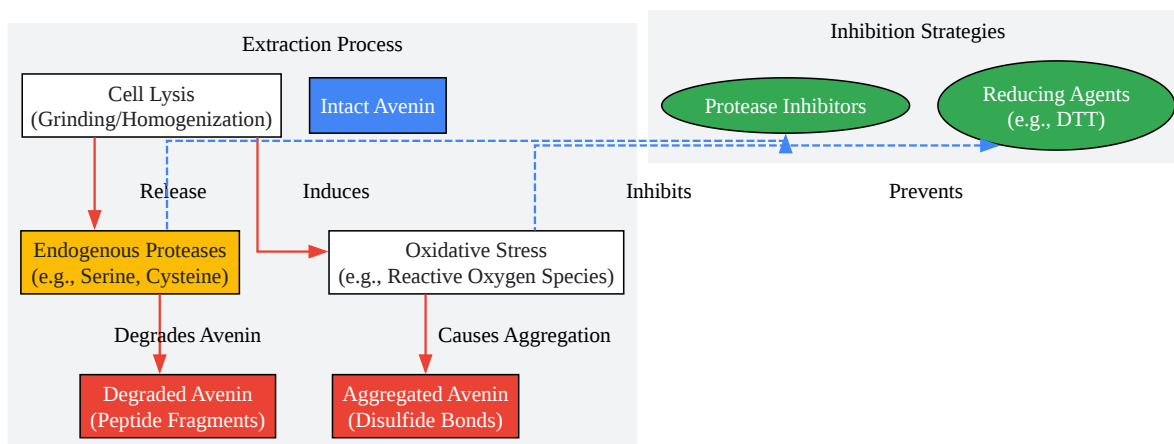 Extraction Process
Inhibition Strategies
Cell Lysis
(Grinding/Homogenization)
Intact Avenin
Protease Inhibitors
Reducing Agents
(e.g., DTT)
Release
Induces
Inhibits
Prevents
Endogenous Proteases
(e.g., Serine, Cysteine)
Oxidative Stress
(e.g., Reactive Oxygen Species)
Degrades Avenin
Causes Aggregation
Degraded Avenin
(Peptide Fragments)
Aggregated Avenin
(Disulfide Bonds)